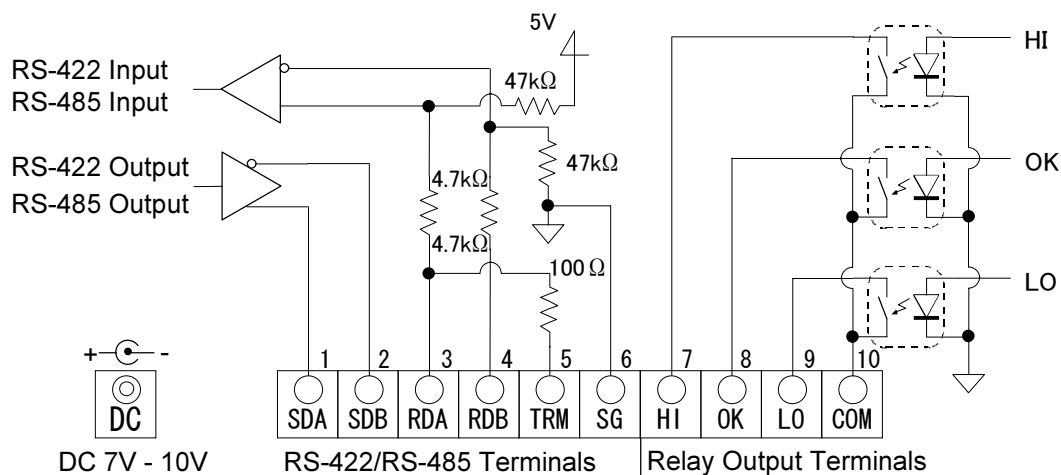 5V
HI
RS-422 Input
RS-485 Input
47kΩ
RS-422 Output
RS-485 Output
47kΩ
OK
4.7kΩ
4.7kΩ
100Ω
LO
+ -
1 2 3 4 5 6 7 8 9 10
DC SDA SDB RDA RDB TRM SG HI OK LO COM
DC 7V - 10V RS-422/RS-485 Terminals Relay Output Terminals